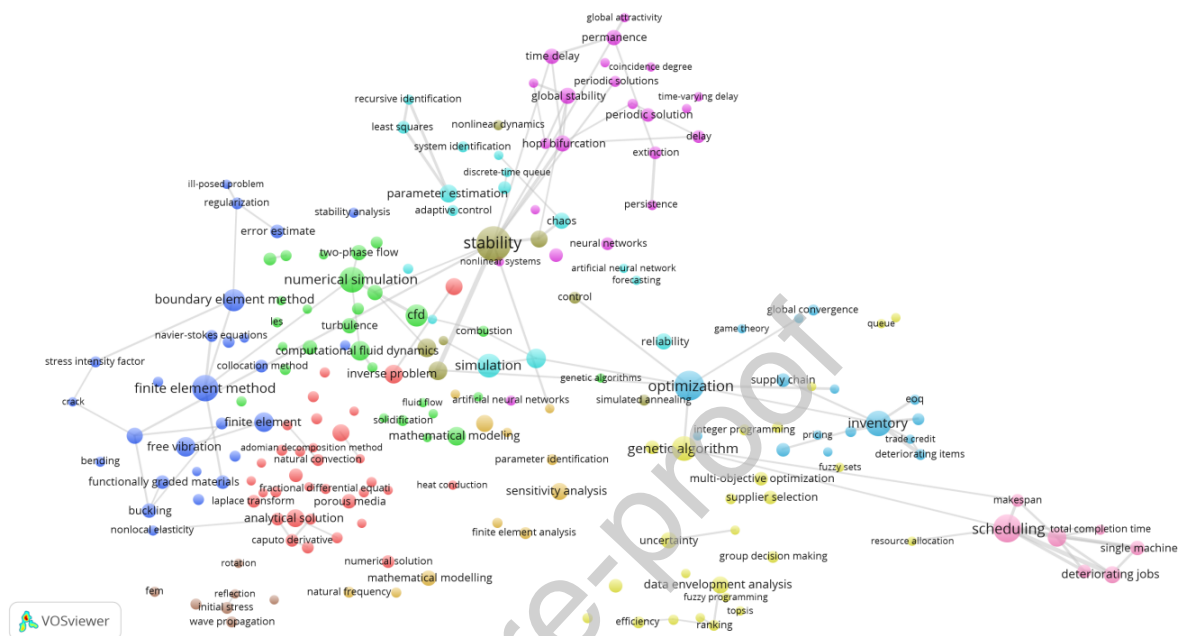 global attractivity
permanence
time delay
coincidence degree
periodic solutions
recursive identification
global stability
time-varying delay
least squares
nonlinear dynamics
periodic solution
system identification
hopf bifurcation
delay
extinction
discrete-time queue
ill-posed problem
parameter estimation
regularization
persistence
stability analysis
adaptive control
chaos
error estimate
stability
two-phase flow
neural networks
nonlinear systems
artificial neural network
numerical simulation
forecasting
boundary element method
control
global convergence
les
turbulence
cfd
game theory
queue
navier-stokes equations
combustion
reliability
computational fluid dynamics
stress intensity factor
collocation method
simulation
inverse problem
genetic algorithms
supply chain
finite element method
optimization
fluid flow
artificial neural networks
simulated annealing
eoq
crack
solidification
finite element
inventory
mathematical modeling
integer programming
pricing
trade credit
free vibration
adomian decomposition method
genetic algorithm
natural convection
deteriorating items
bending
parameter identification
fuzzy sets
functionally graded materials
fractional differential equati
heat conduction
multi-objective optimization
sensitivity analysis
laplace transform
porous media
supplier selection
makespan
buckling
analytical solution
scheduling
total completion time
nonlocal elasticity
finite element analysis
caputo derivative
uncertainty
resource allocation
single machine
group decision making
rotation
numerical solution
deteriorating jobs
mathematical modelling
data envelopment analysis
fem
reflection
natural frequency
fuzzy programming
initial stress
topsis
wave propagation
efficiency
ranking
VOSviewer
e-proof